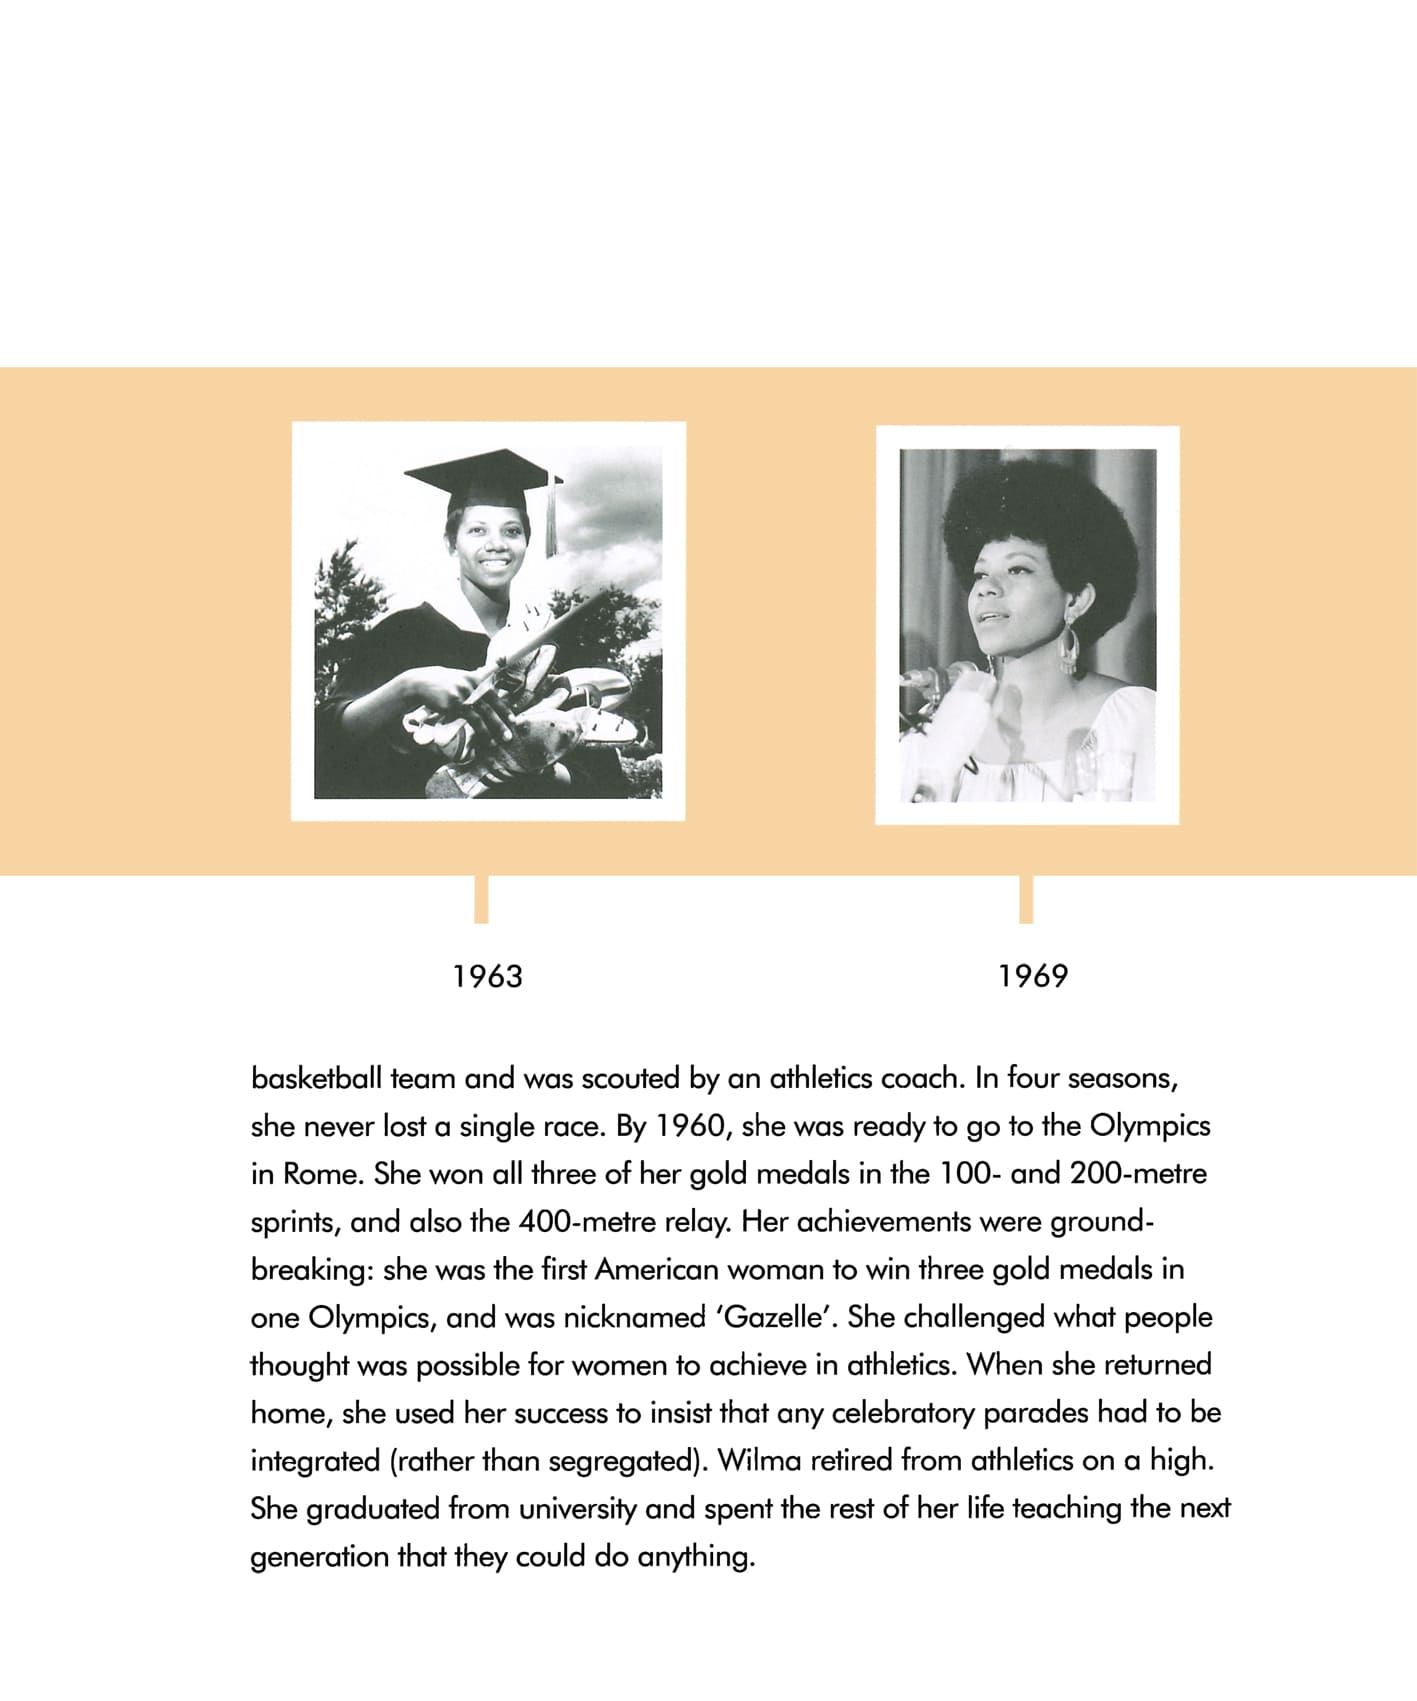 1963
1969
basketball team and was scouted by an athletics coach. In four seasons,
she never lost a single race. By 1960, she was ready to go to the Olympics
in Rome. She won all three of her gold medals in the 100- and 200-metre
sprints, and also the 400-metre relay. Her achievements were ground-
breaking: she was the first American woman to win three gold medals in
one Olympics, and was nicknamed ‘Gazelle’. She challenged what people
thought was possible for women to achieve in athletics. When she returned
home, she used her success to insist that any celebratory parades had to be
integrated (rather than segregated). Wilma retired from athletics on a high.
She graduated from university and spent the rest of her life teaching the next
generation that they could do anything.